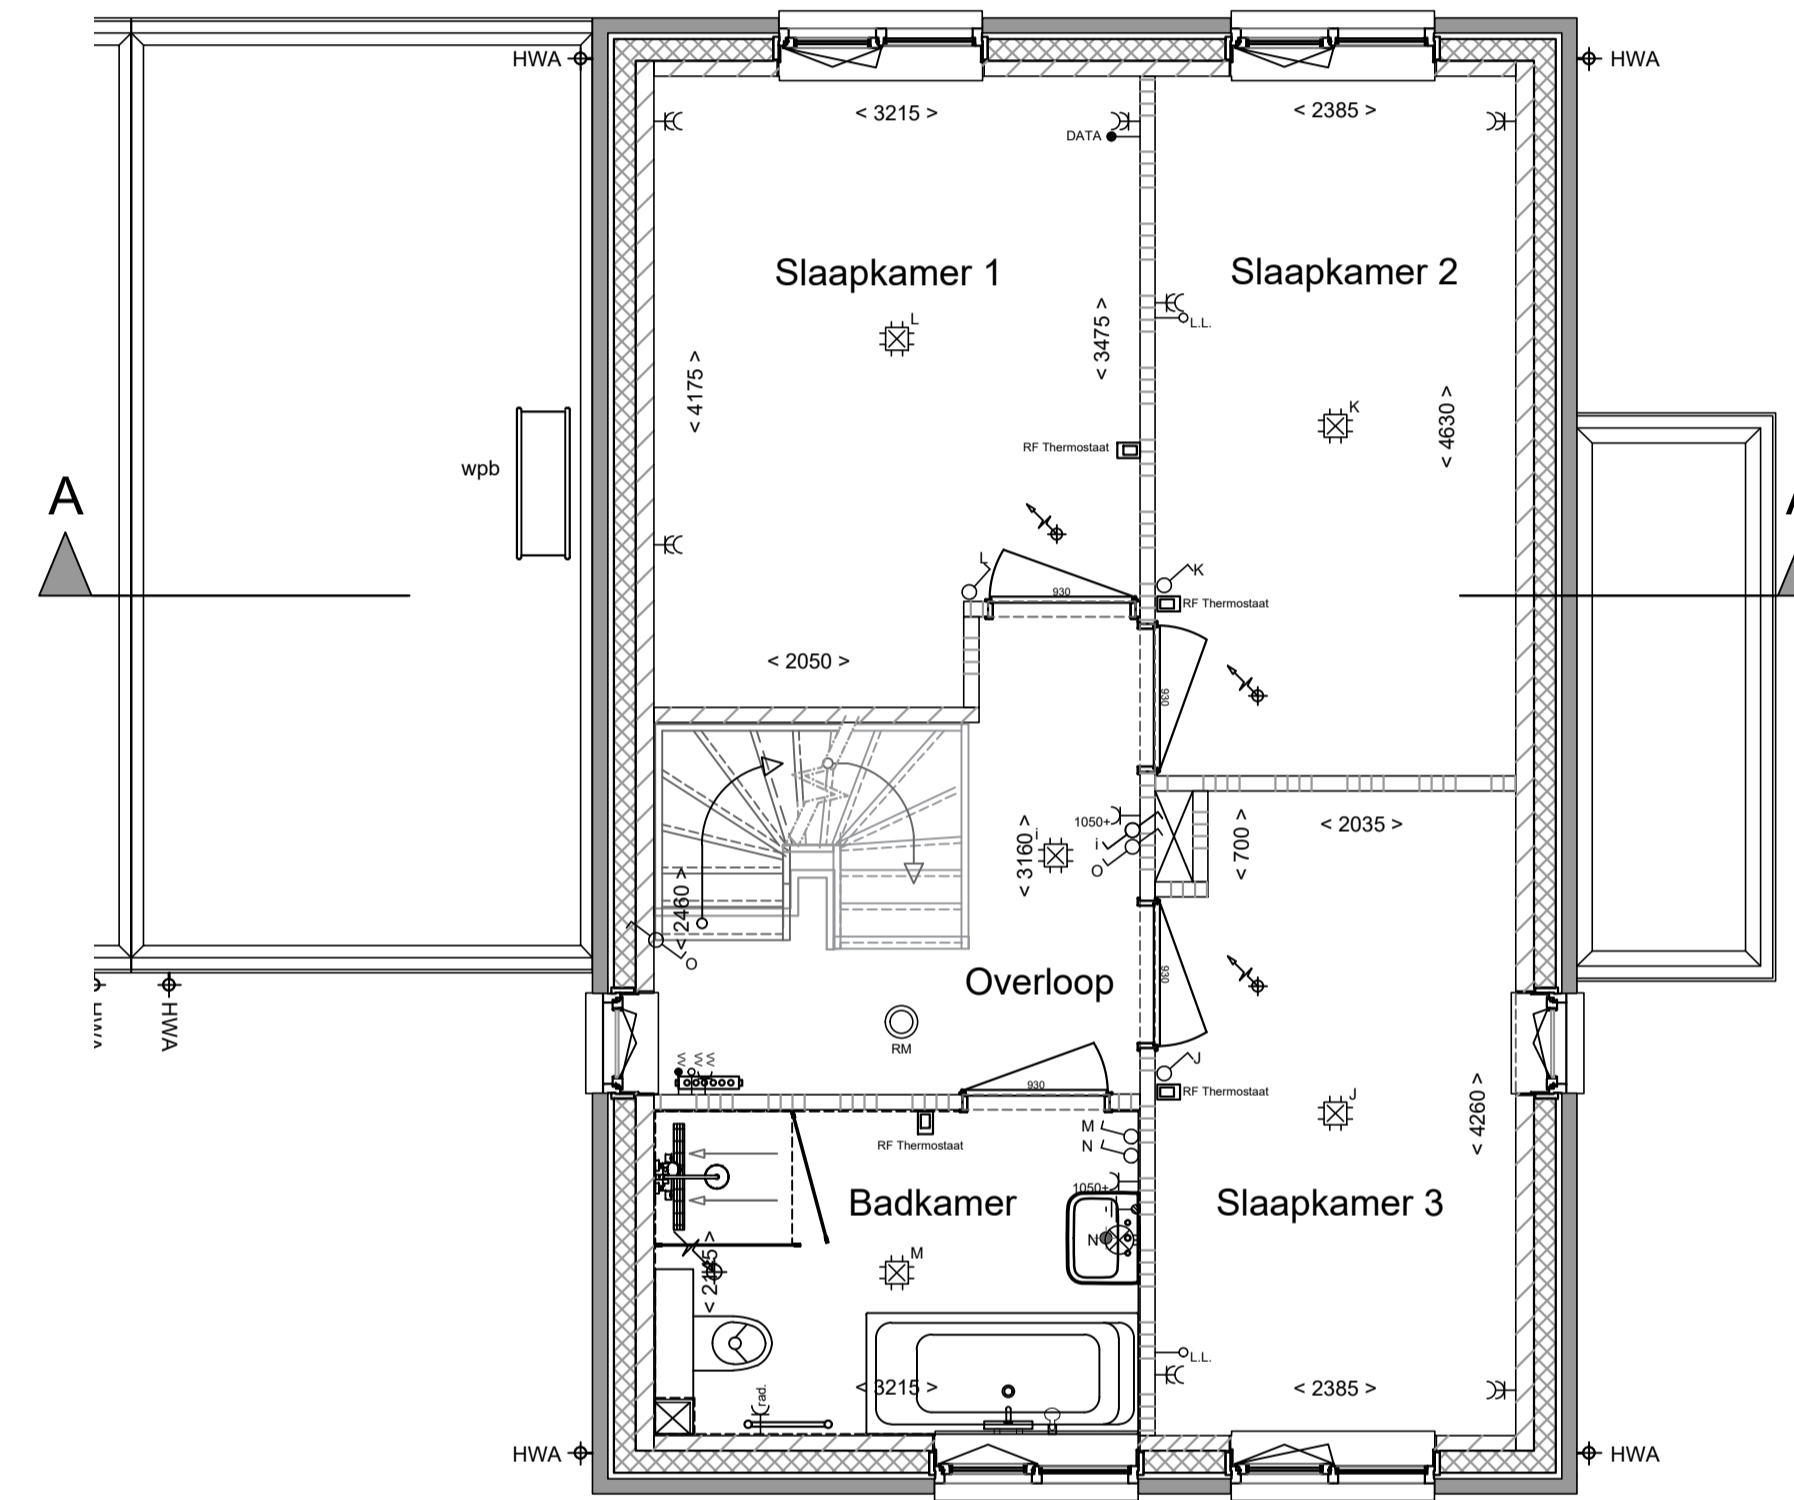 HWA
HWA
< 3215 >
< 2385 >
DATA
Slaapkamer 1
Slaapkamer 2
L
L.L.
< 3475 >
< 4175 >
K
< 4630 >
RF Thermostaat
wpb
A
L
930
K
RF Thermostaat
< 2050 >
930
1050+
i
i
O
< 3160 >
< 700 >
< 2035 >
< 2460 >
O
Overloop
930
HWA
HWA
RM
930
J
RF Thermostaat
J
< 4260 >
M
N
RF Thermostaat
1050+
Badkamer
Slaapkamer 3
N
M
L.L.
rad.
< 3215 >
< 2385 >
HWA
HWA